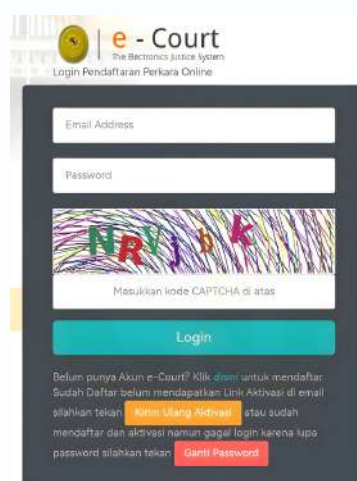 e - Court
The Electronics Justice System
Login Pendaftaran Perkara Online
Email Address
Password
NRVjbk
Masukkan kode CAPTCHA di atas
Login
Belum punya Akun e-Court? Klik disini untuk mendaftar
Sudah Daftar belum mendapatkan Link Aktivasi di email
silahkan tekan Kirim Ulang Aktivasi atau sudah
mendaftar dan aktivasi namun gagal login karena lupa
password silahkan tekan Ganti Password